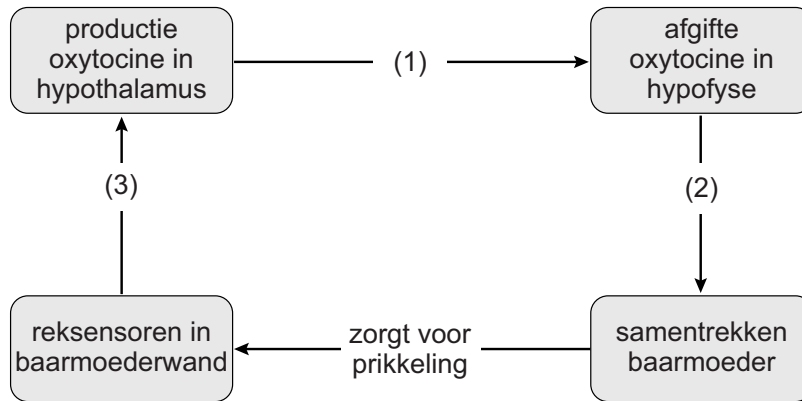 productie
oxytocine in
hypothalamus
(1)
afgifte
oxytocine in
hypofyse
(2)
samentrekken
baarmoeder
zorgt voor
prikkeling
reksensoren in
baarmoederwand
(3)